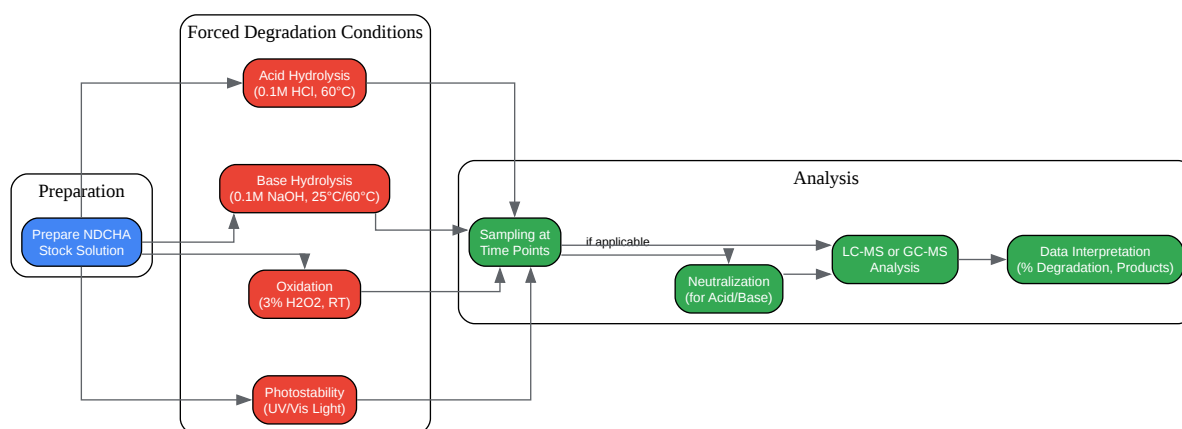 Forced Degradation Conditions
Acid Hydrolysis
(0.1M HCl, 60°C)
Base Hydrolysis
(0.1M NaOH, 25°C/60°C)
Oxidation
(3% H2O2, RT)
Photostability
(UV/Vis Light)
Preparation
Prepare NDCHA
Stock Solution
Analysis
Sampling at
Time Points
if applicable
Neutralization
(for Acid/Base)
LC-MS or GC-MS
Analysis
Data Interpretation
(% Degradation, Products)